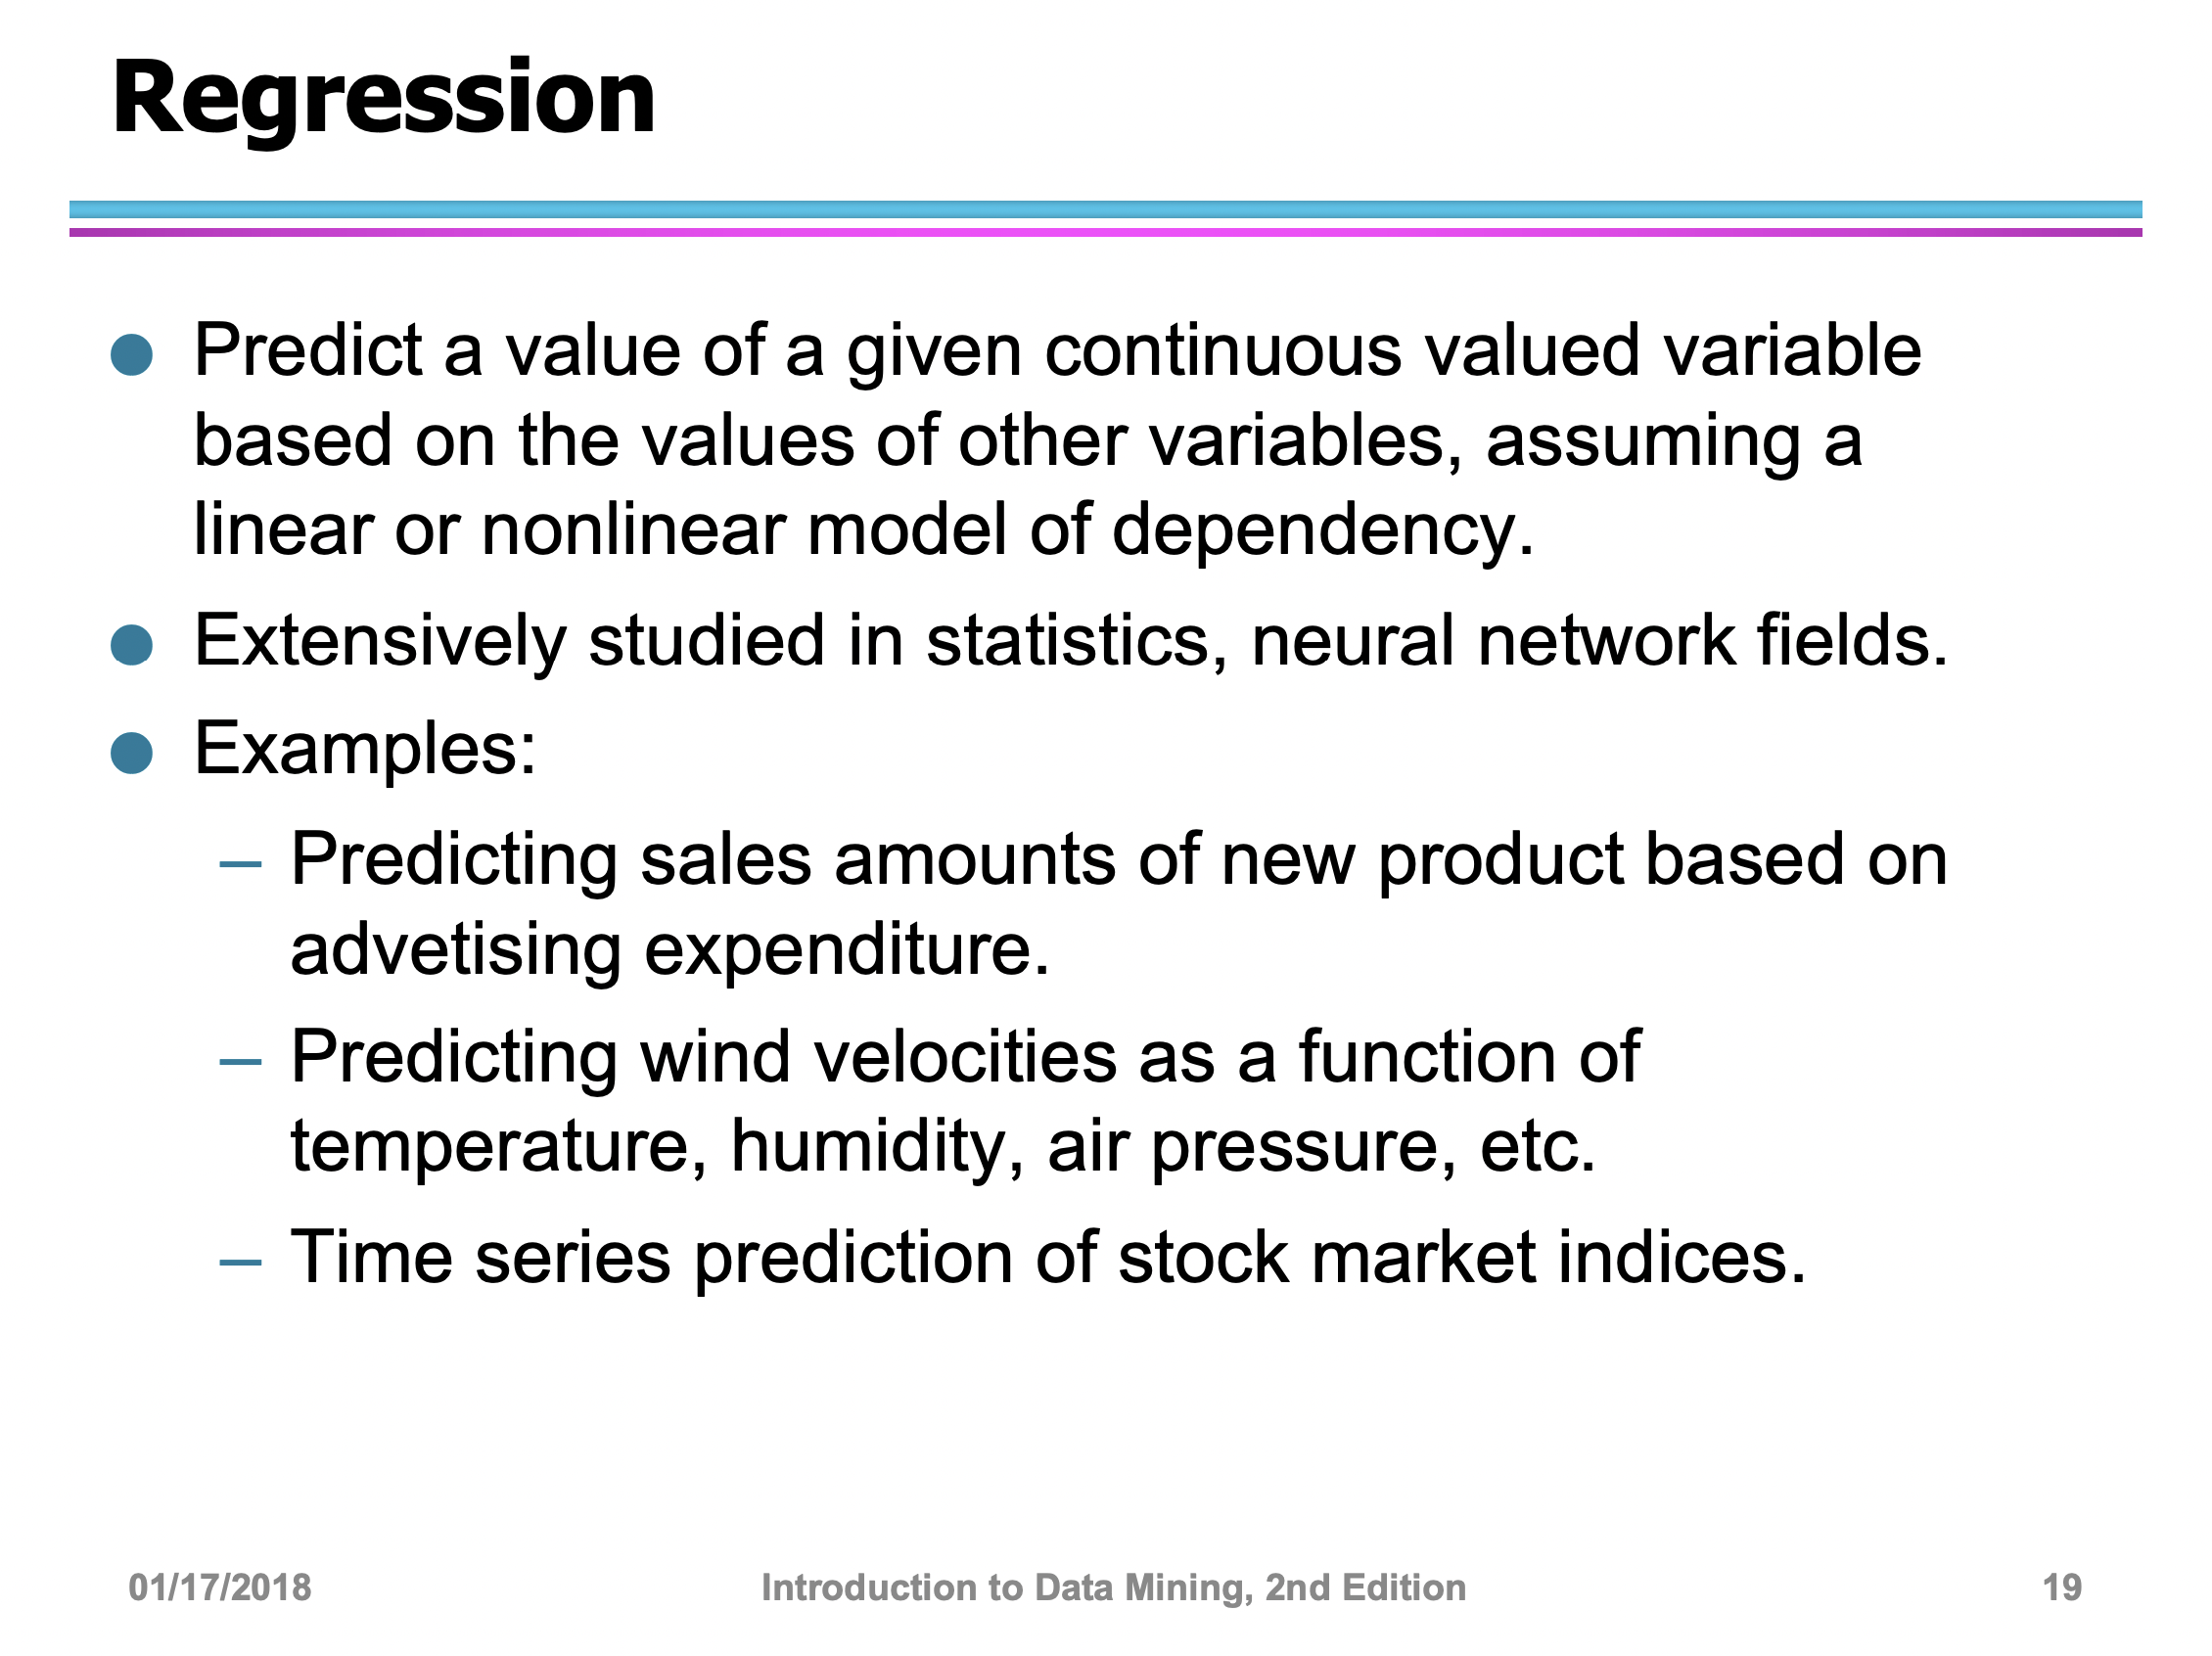 Regression
● Predict a value of a given continuous valued variable
based on the values of other variables, assuming a
linear or nonlinear model of dependency.
● Extensively studied in statistics, neural network fields.
● Examples:
– Predicting sales amounts of new product based on
advetising expenditure.
– Predicting wind velocities as a function of
temperature, humidity, air pressure, etc.
– Time series prediction of stock market indices.
01/17/2018 Introduction to Data Mining, 2nd Edition 19